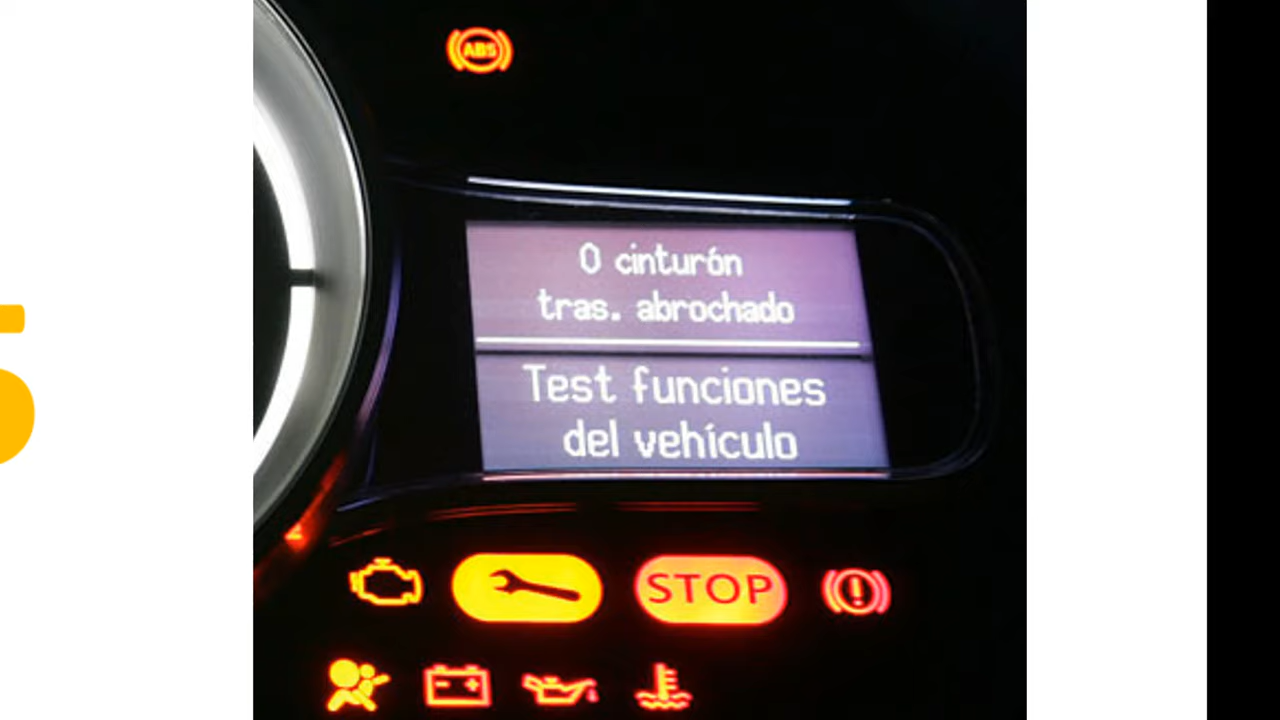 ABS
0 cinturón
tras. abrochado
Test funciones
del vehículo
STOP